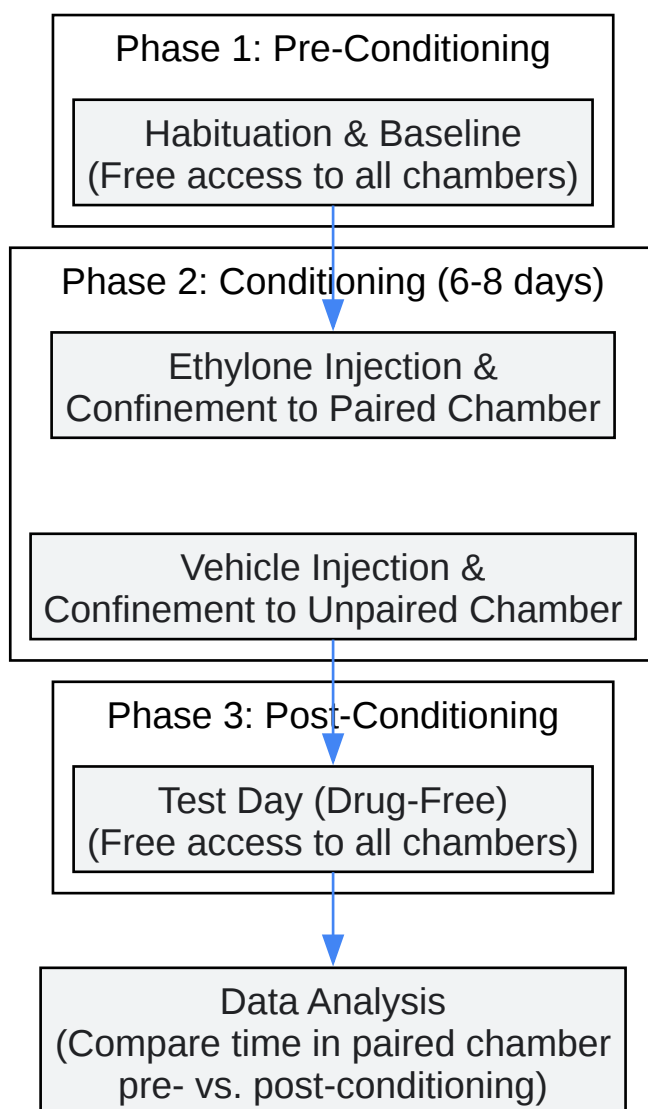 Phase 1: Pre-Conditioning
Habituation & Baseline
(Free access to all chambers)
Phase 2: Conditioning (6-8 days)
Ethylone Injection &
Confinement to Paired Chamber
Vehicle Injection &
Confinement to Unpaired Chamber
Phase 3: Post-Conditioning
Test Day (Drug-Free)
(Free access to all chambers)
Data Analysis
(Compare time in paired chamber
pre- vs. post-conditioning)